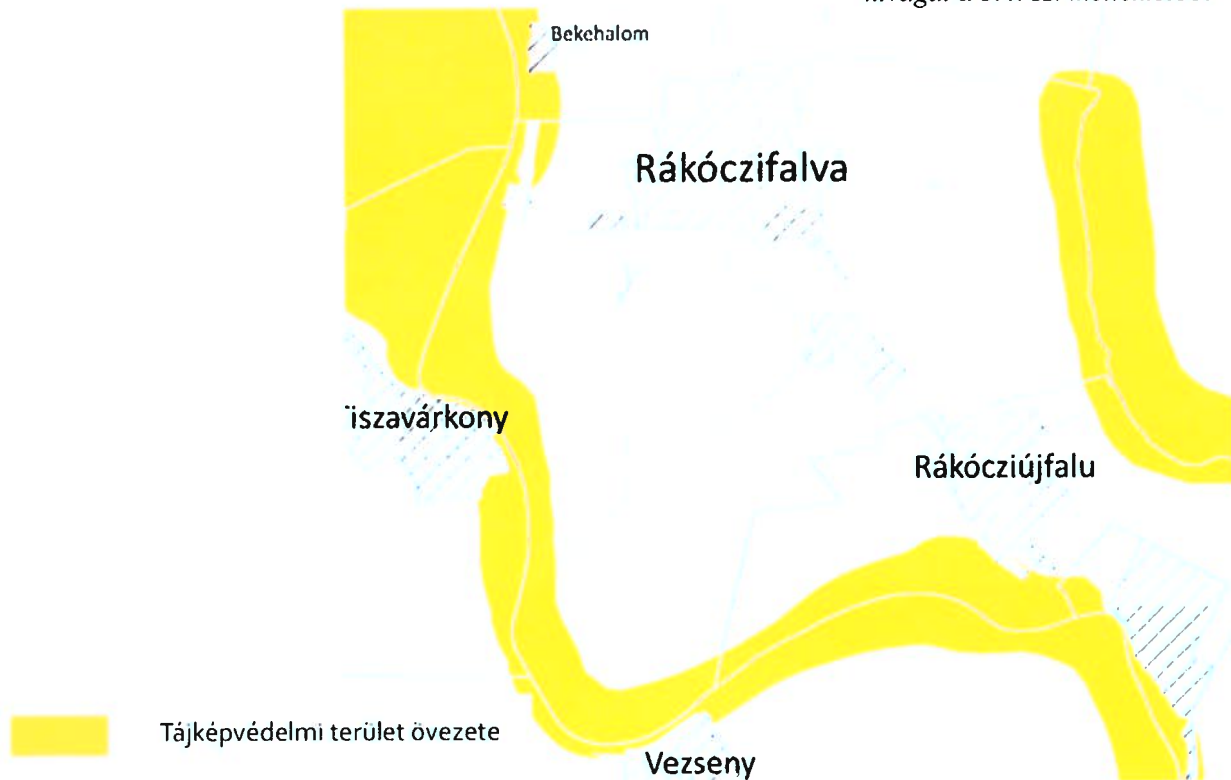 Bekehalom
Rákóczifalva
iszavárkony
Rákócziújfalu
Tájképvédelmi terület övezete
Vezseny